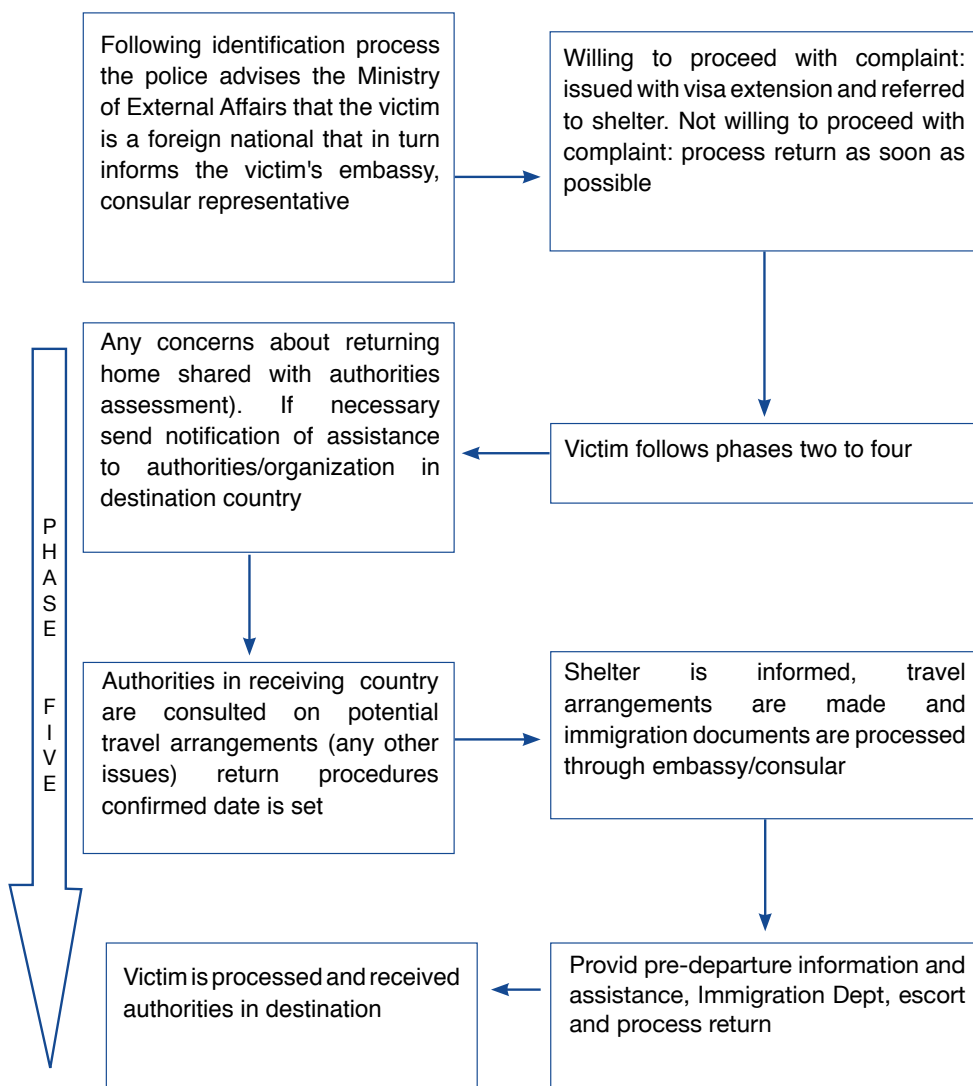 Following identification process
the police advises the Ministry
of External Affairs that the victim
is a foreign national that in turn
informs the victim's embassy,
consular representative
Willing to proceed with complaint:
issued with visa extension and referred
to shelter. Not willing to proceed with
complaint: process return as soon as
possible
Victim follows phases two to four
Any concerns about returning
home shared with authorities
assessment). If necessary
send notification of assistance
to authorities/organization in
destination country
PHASE FIVE
Authorities in receiving country
are consulted on potential
travel arrangements (any other
issues) return procedures
confirmed date is set
Shelter is informed, travel
arrangements are made and
immigration documents are processed
through embassy/consular
Provid pre-departure information and
assistance, Immigration Dept, escort
and process return
Victim is processed and received
authorities in destination